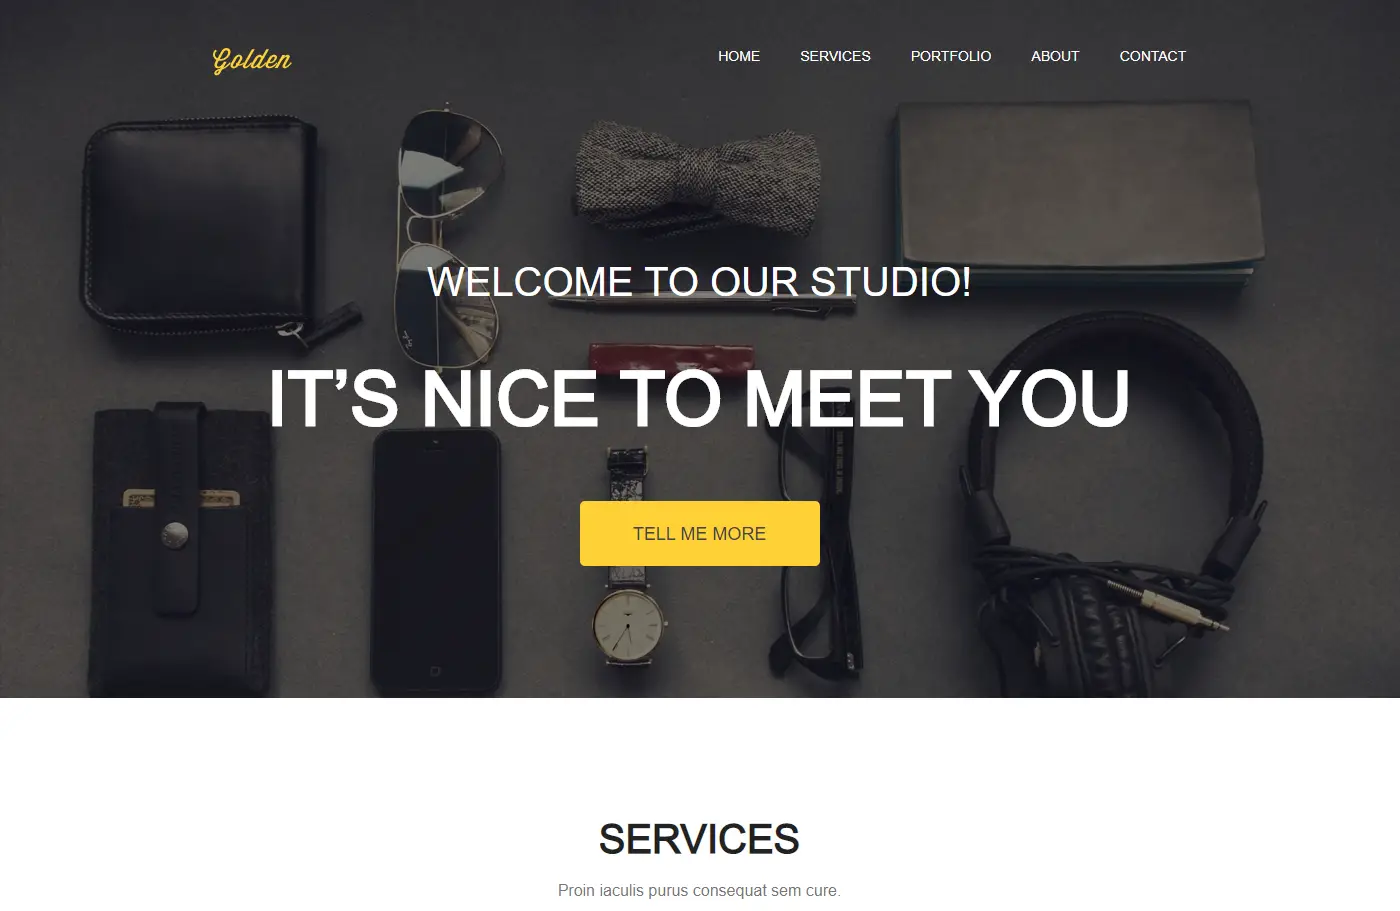 Golden
HOME SERVICES PORTFOLIO ABOUT CONTACT
WELCOME TO OUR STUDIO!
IT’S NICE TO MEET YOU
TELL ME MORE
SERVICES
Proin iaculis purus consequat sem cure.